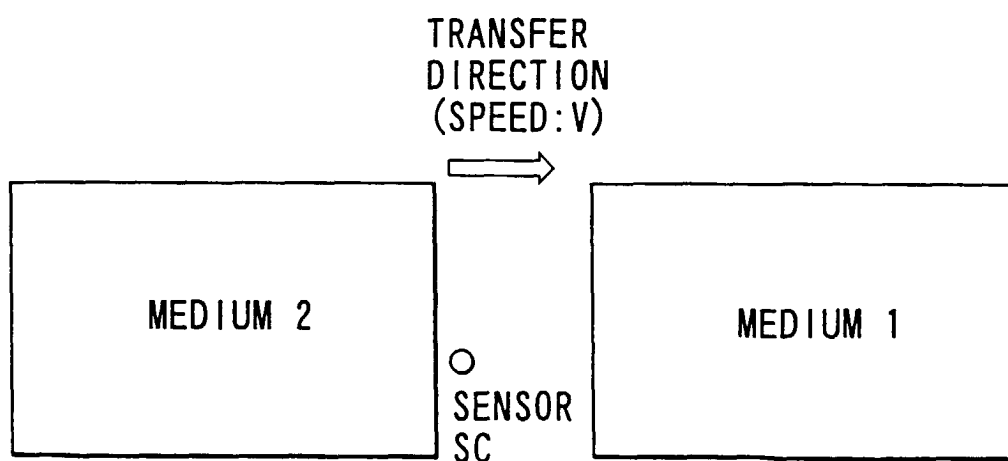 TRANSFER
DIRECTION
(SPEED:V)
MEDIUM 2
MEDIUM 1
SENSOR
SC